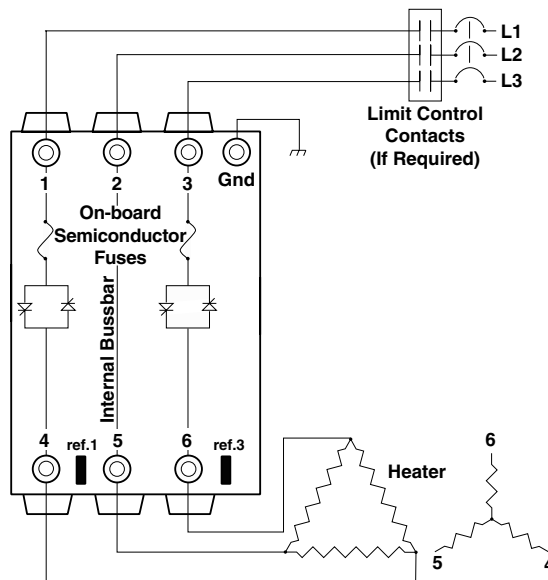 L1
L2
L3
Limit Control
Contacts
(If Required)
1
2
3
Gnd
On-board
Semiconductor
Fuses
Internal Bussbar
4
ref.1
5
6
ref.3
Heater
6
5
4